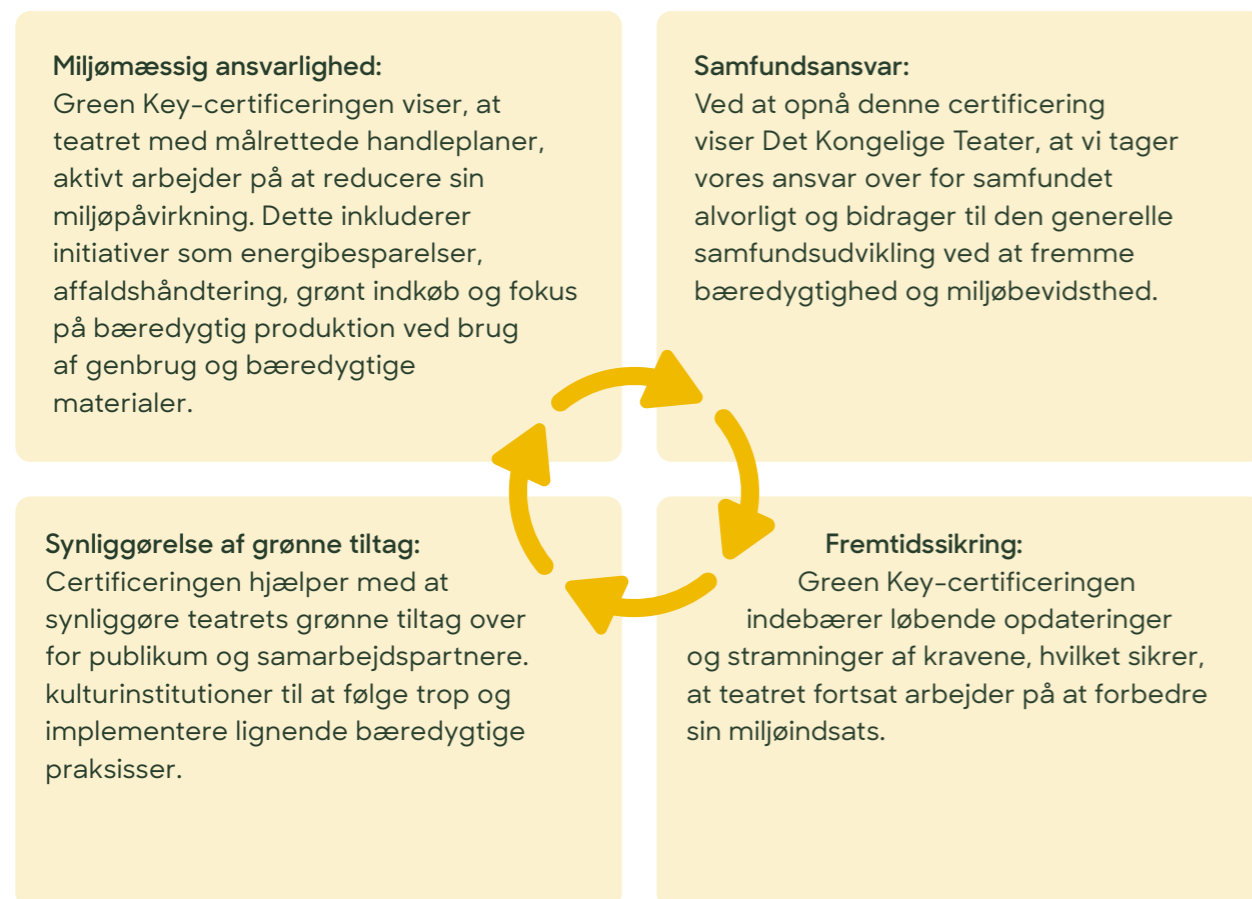 Miljømæssig ansvarlighed:
Green Key-certificeringen viser, at
teatret med målrettede handleplaner,
aktivt arbejder på at reducere sin
miljøpåvirkning. Dette inkluderer
initiativer som energibesparelser,
affaldshåndtering, grønt indkøb og fokus
på bæredygtig produktion ved brug
af genbrug og bæredygtige
materialer.
Samfundsansvar:
Ved at opnå denne certificering
viser Det Kongelige Teater, at vi tager
vores ansvar over for samfundet
alvorligt og bidrager til den generelle
samfundsudvikling ved at fremme
bæredygtighed og miljøbevidsthed.
Synliggørelse af grønne tiltag:
Certificeringen hjælper med at
synliggøre teatrets grønne tiltag over
for publikum og samarbejdspartnere.
kulturinstitutioner til at følge trop og
implementere lignende bæredygtige
praksisser.
Fremtidssikring:
Green Key-certificeringen
indebærer løbende opdateringer
og stramninger af kravene, hvilket sikrer,
at teatret fortsat arbejder på at forbedre
sin miljøindsats.